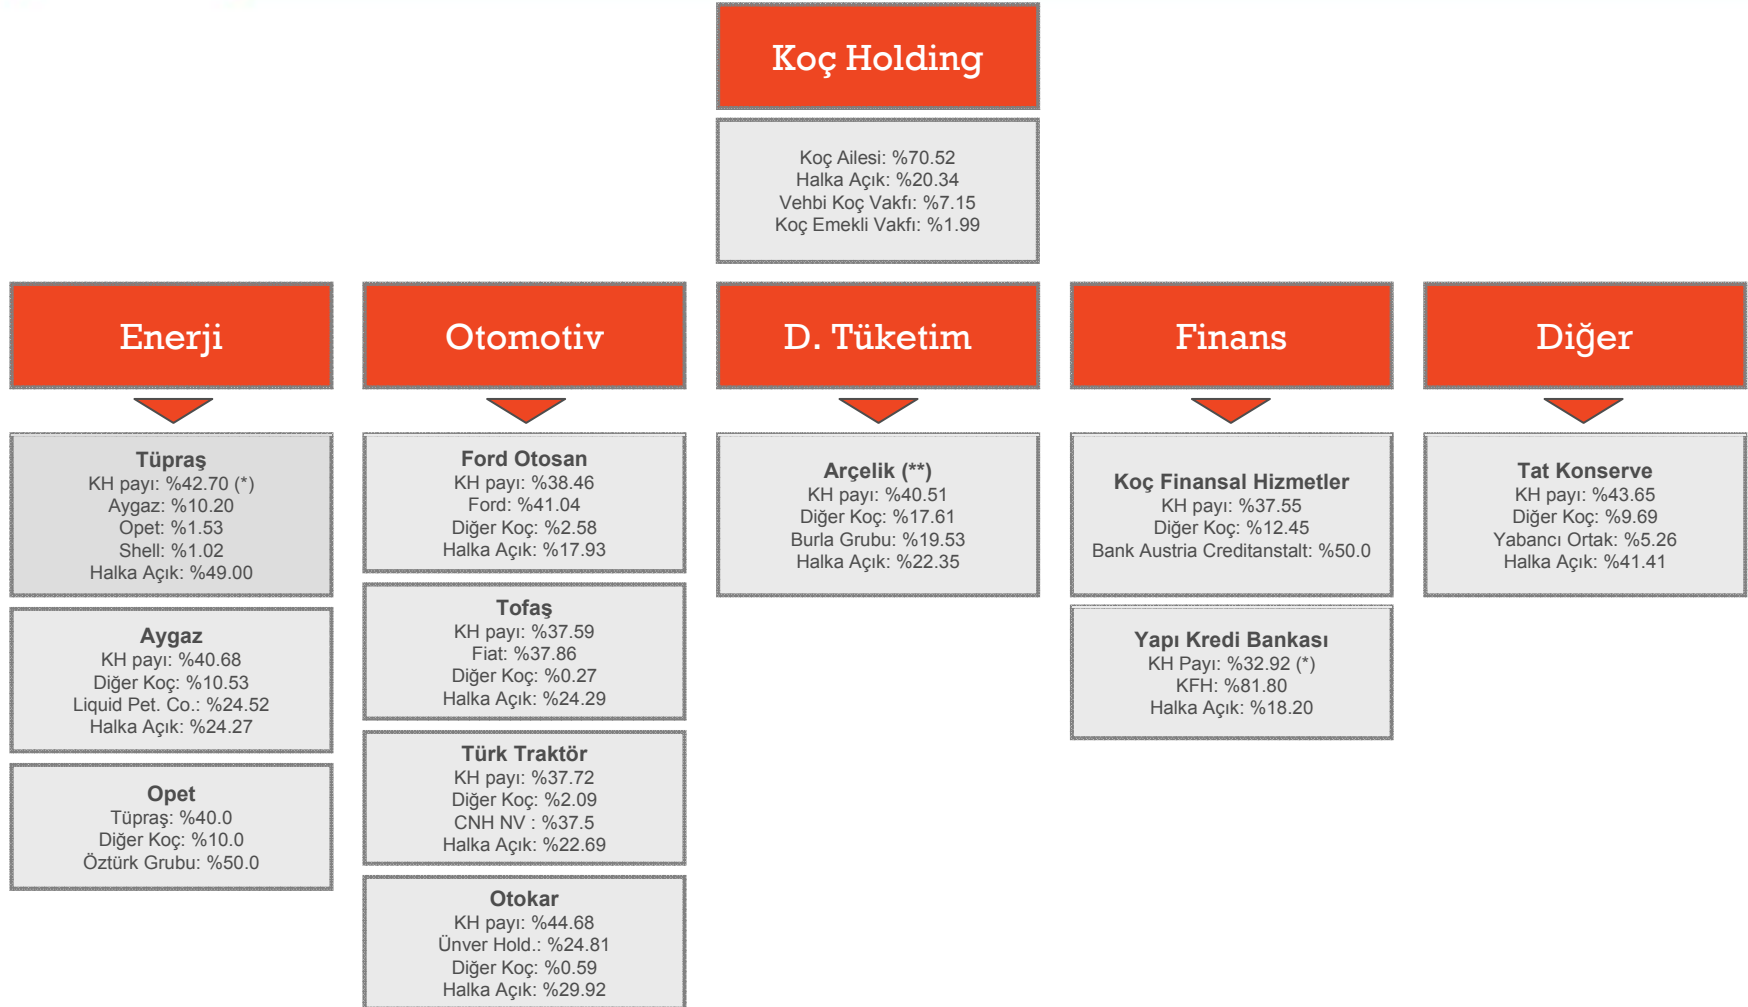 Koç Holding
Koç Ailesi: %70.52
Halka Açık: %20.34
Vehbi Koç Vakfı: %7.15
Koç Emekli Vakfı: %1.99
Enerji
Tüpraş
KH payı: %42.70 (*)
Aygaz: %10.20
Opet: %1.53
Shell: %1.02
Halka Açık: %49.00
Aygaz
KH payı: %40.68
Diğer Koç: %10.53
Liquid Pet. Co.: %24.52
Halka Açık: %24.27
Opet
Tüpraş: %40.0
Diğer Koç: %10.0
Öztürk Grubu: %50.0
Otomotiv
Ford Otosan
KH payı: %38.46
Ford: %41.04
Diğer Koç: %2.58
Halka Açık: %17.93
Tofaş
KH payı: %37.59
Fiat: %37.86
Diğer Koç: %0.27
Halka Açık: %24.29
Türk Traktör
KH payı: %37.72
Diğer Koç: %2.09
CNH NV : %37.5
Halka Açık: %22.69
Otokar
KH payı: %44.68
Ünver Hold.: %24.81
Diğer Koç: %0.59
Halka Açık: %29.92
D. Tüketim
Arçelik (**)
KH payı: %40.51
Diğer Koç: %17.61
Burla Grubu: %19.53
Halka Açık: %22.35
Finans
Koç Finansal Hizmetler
KH payı: %37.55
Diğer Koç: %12.45
Bank Austria Creditanstalt: %50.0
Yapı Kredi Bankası
KH Payı: %32.92 (*)
KFH: %81.80
Halka Açık: %18.20
Diğer
Tat Konserve
KH payı: %43.65
Diğer Koç: %9.69
Yabancı Ortak: %5.26
Halka Açık: %41.41